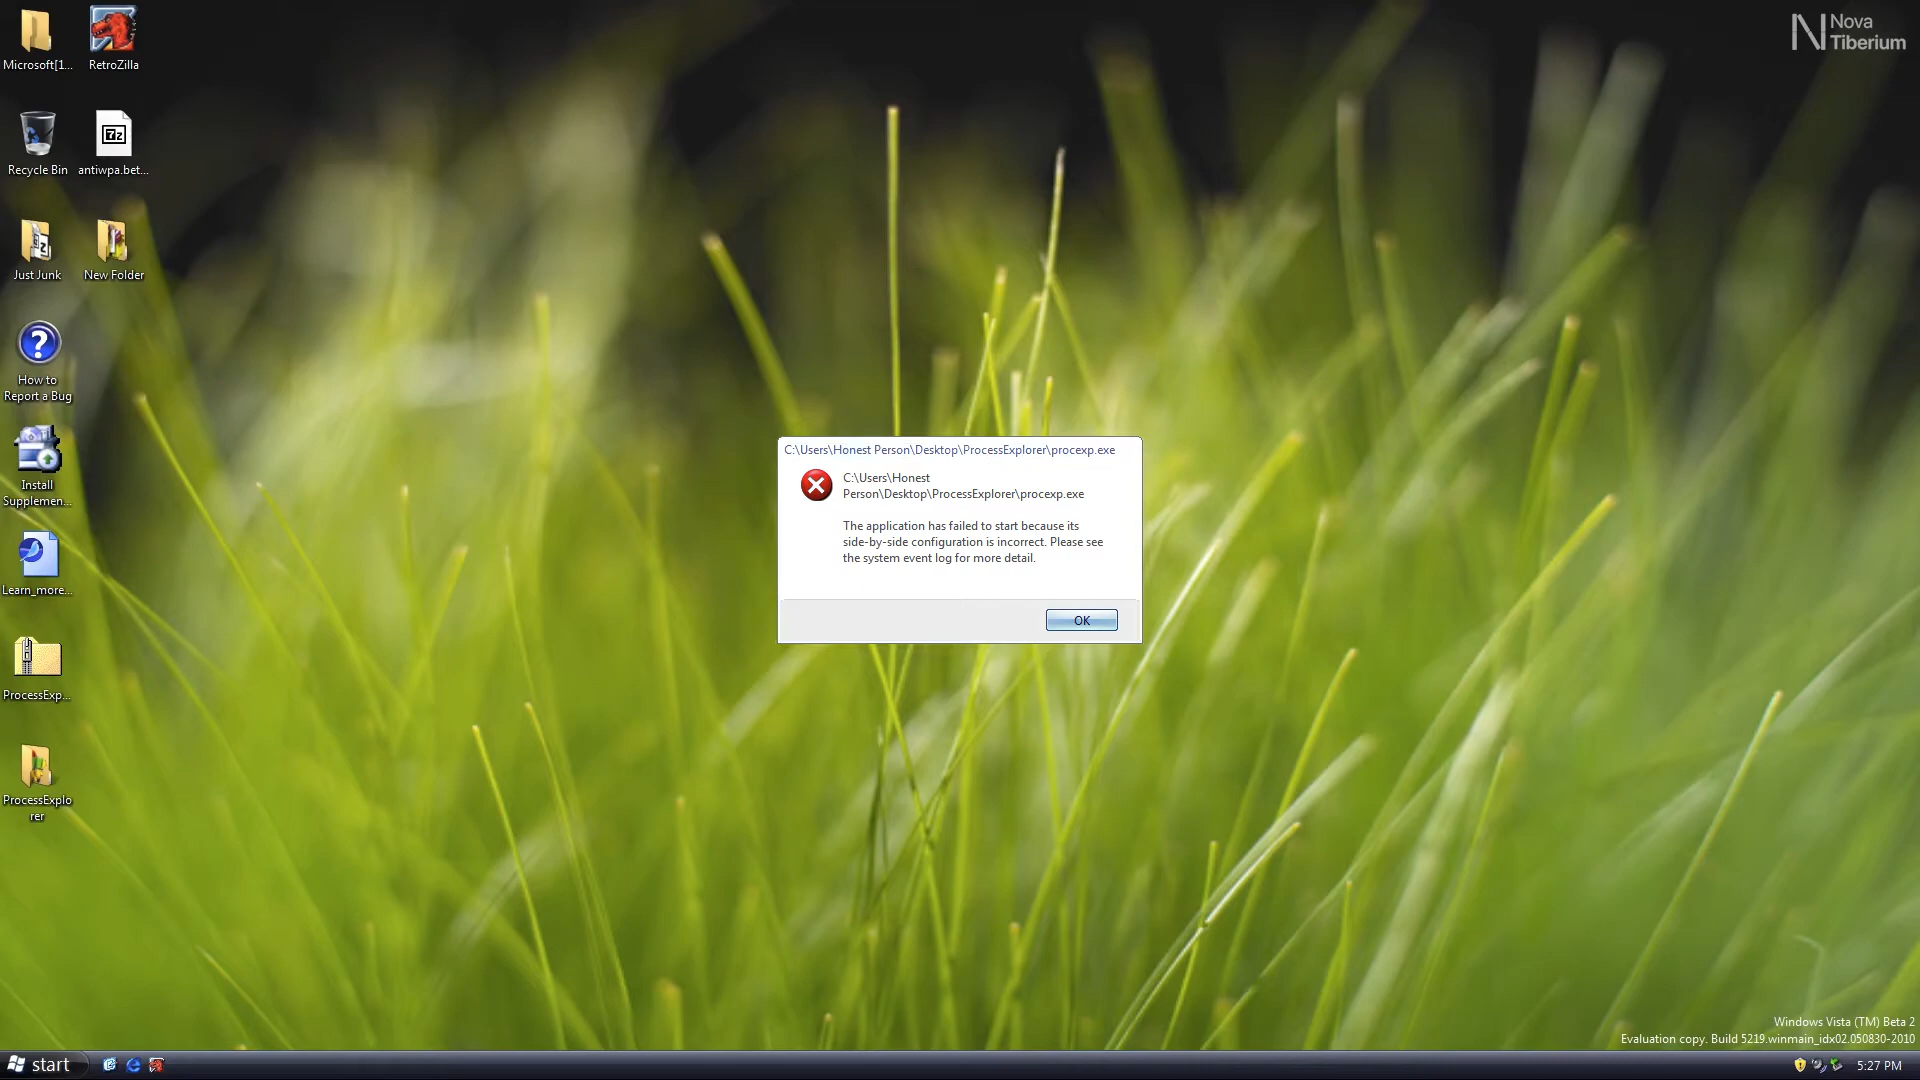 Microsoft[1...
RetroZilla
Nova
Tiberium
Recycle Bin
antiwpa.bet...
7z
Just Junk
New Folder
How to
Report a Bug
Install
Supplemen...
Learn_more...
ProcessExp...
ProcessExplo
rer
C:\Users\Honest Person\Desktop\ProcessExplorer\procexp.exe
C:\Users\Honest
Person\Desktop\ProcessExplorer\procexp.exe
The application has failed to start because its
side-by-side configuration is incorrect. Please see
the system event log for more detail.
OK
Windows Vista (TM) Beta 2
Evaluation copy. Build 5219.winmain_idx02.050830-2010
start
5:27 PM